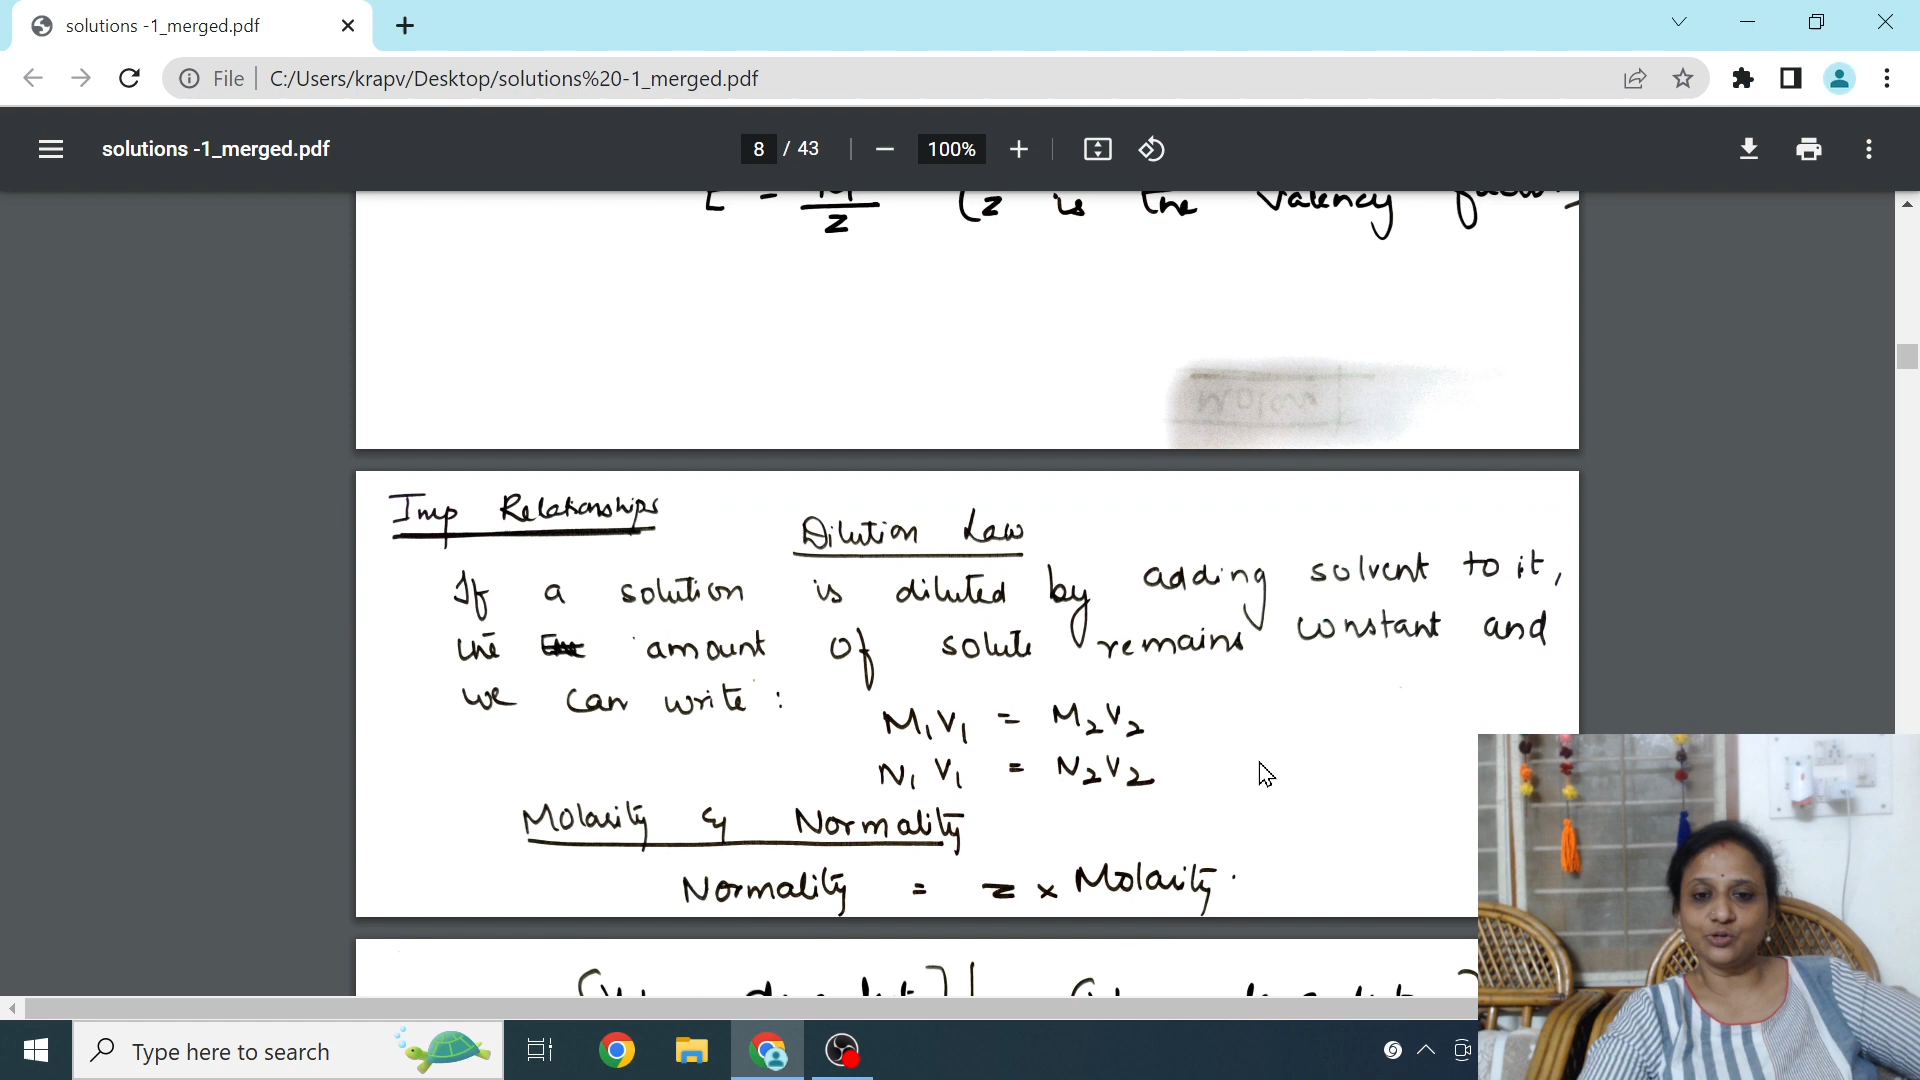 solutions -1_merged.pdf
File
C:/Users/krapv/Desktop/solutions%20-1_merged.pdf
solutions -1_merged.pdf
8 / 43
100%
E = M/z (z is the valency factor
Imp Relationships
Dilution Law
If a solution is diluted by adding solvent to it,
the amount of solute remains constant and
we can write :
M₁V₁ = M₂V₂
N₁V₁ = N₂V₂
Molarity & Normality
Normality = z × Molarity.
Type here to search